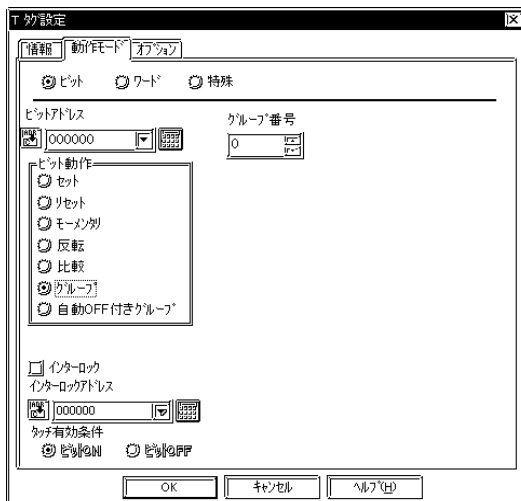 T ﾀｸﾞ設定
情報 動作ﾓｰﾄﾞ ｵﾌﾟｼｮﾝ
ﾋﾞｯﾄ ﾜｰﾄﾞ 特殊
ﾋﾞｯﾄｱﾄﾞﾚｽ ｸﾞﾙｰﾌﾟ番号
000000 0
ﾋﾞｯﾄ動作
ｾｯﾄ
ﾘｾｯﾄ
ﾓｰﾒﾝﾀﾘ
反転
比較
ｸﾞﾙｰﾌﾟ
自動OFF付きｸﾞﾙｰﾌﾟ
ｲﾝﾀｰﾛｯｸ
ｲﾝﾀｰﾛｯｸｱﾄﾞﾚｽ
000000
ﾀｯﾁ有効条件
ﾋﾞｯﾄON ﾋﾞｯﾄOFF
OK ｷｬﾝｾﾙ ﾍﾙﾌﾟ(H)